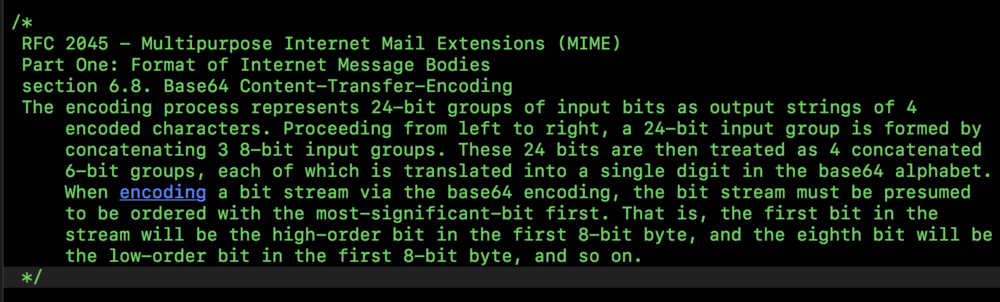 /*
RFC 2045 - Multipurpose Internet Mail Extensions (MIME)
Part One: Format of Internet Message Bodies
section 6.8. Base64 Content-Transfer-Encoding
The encoding process represents 24-bit groups of input bits as output strings of 4
encoded characters. Proceeding from left to right, a 24-bit input group is formed by
concatenating 3 8-bit input groups. These 24 bits are then treated as 4 concatenated
6-bit groups, each of which is translated into a single digit in the base64 alphabet.
When encoding a bit stream via the base64 encoding, the bit stream must be presumed
to be ordered with the most-significant-bit first. That is, the first bit in the
stream will be the high-order bit in the first 8-bit byte, and the eighth bit will be
the low-order bit in the first 8-bit byte, and so on.
*/